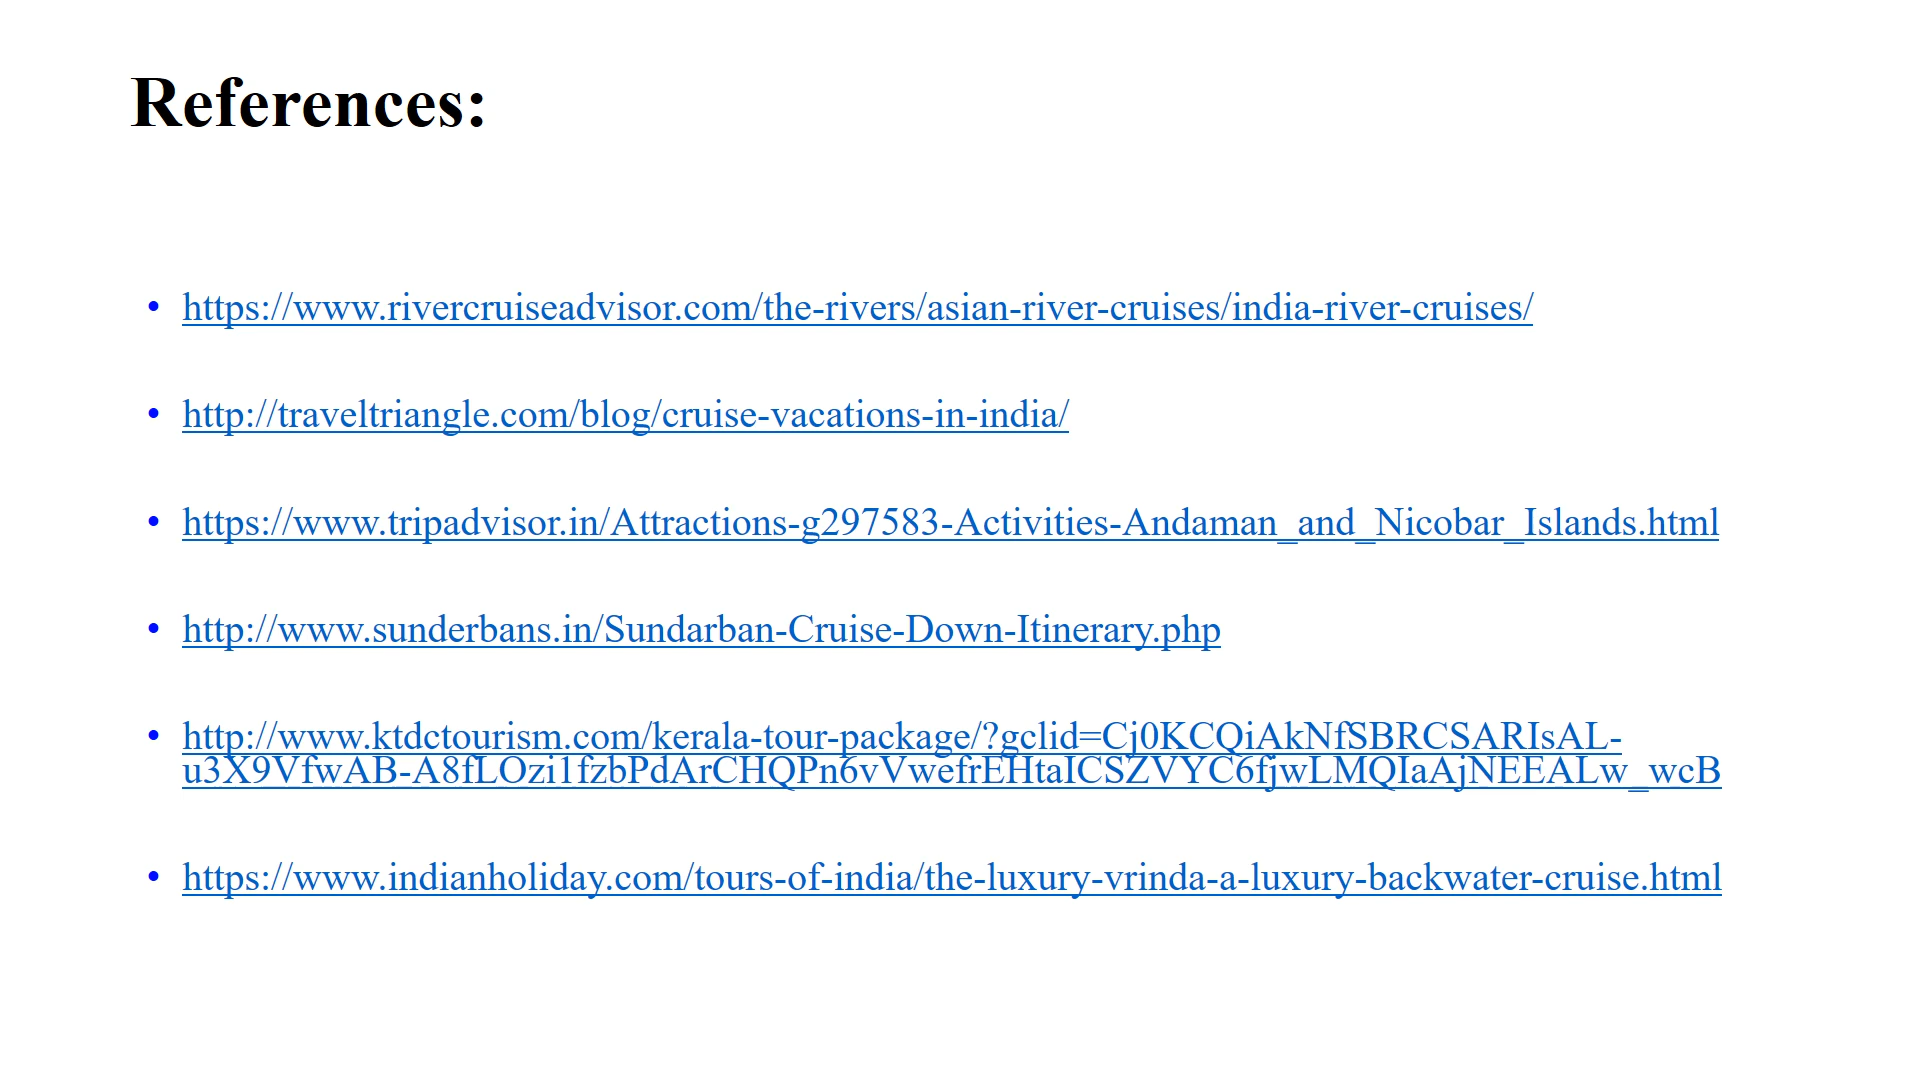 References:
• https://www.rivercruiseadvisor.com/the-rivers/asian-river-cruises/india-river-cruises/
• http://traveltriangle.com/blog/cruise-vacations-in-india/
• https://www.tripadvisor.in/Attractions-g297583-Activities-Andaman_and_Nicobar_Islands.html
• http://www.sunderbans.in/Sundarban-Cruise-Down-Itinerary.php
• http://www.ktdctourism.com/kerala-tour-package/?gclid=Cj0KCQiAkNfSBRCSARIsAL-
u3X9VfwAB-A8fLOzi1fzbPdArCHQPn6vVwefrEHtaICSZVYC6fjwLMQIaAjNEEALw_wcB
• https://www.indianholiday.com/tours-of-india/the-luxury-vrinda-a-luxury-backwater-cruise.html